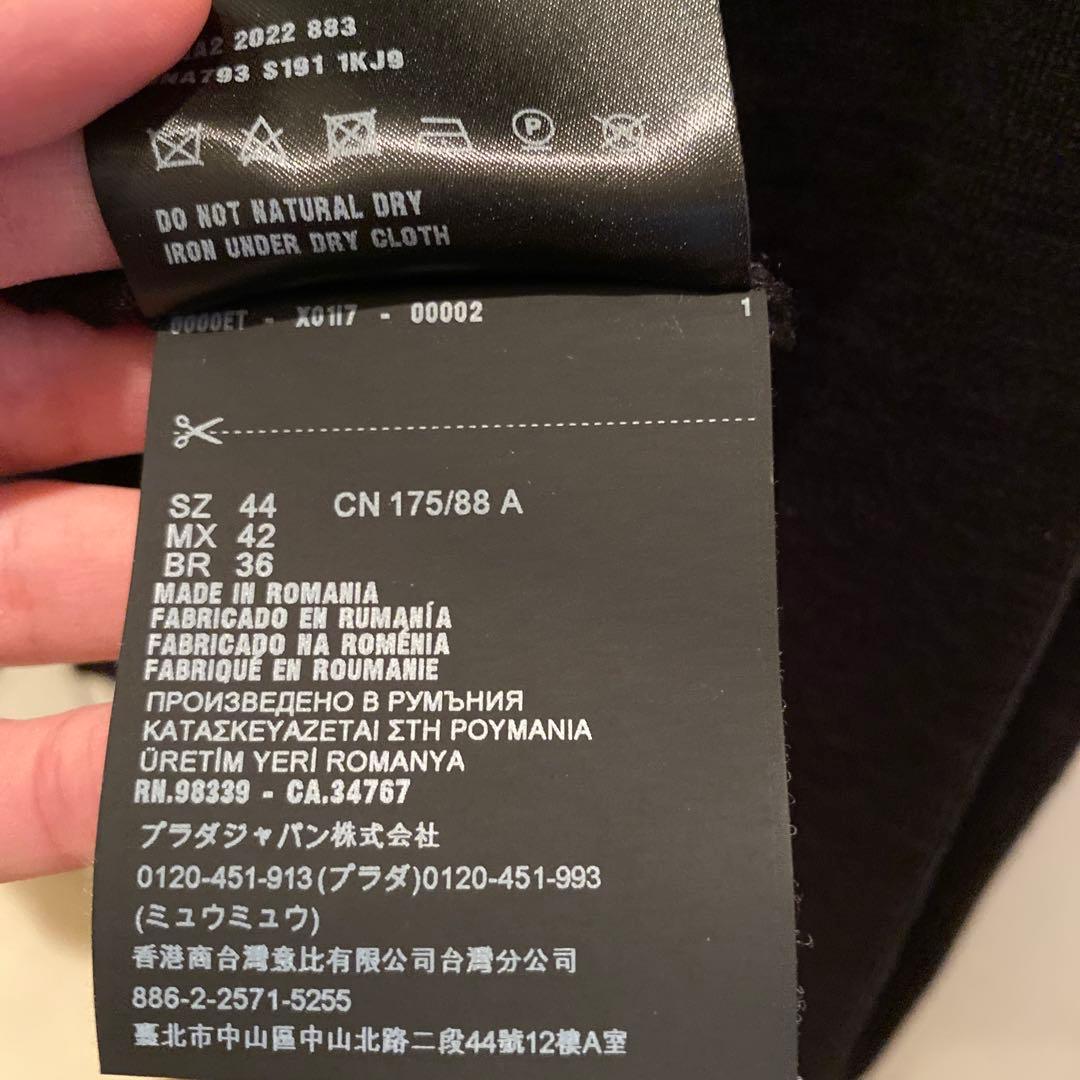 2022 883
S191 1KJ9
P
DO NOT NATURAL DRY
IRON UNDER DRY CLOTH
0000ET - X01I7 - 00002 1
SZ 44 CN 175/88 A
MX 42
BR 36
MADE IN ROMANIA
FABRICADO EN RUMANÍA
FABRICADO NA ROMÉNIA
FABRIQUÉ EN ROUMANIE
ПРОИЗВЕДЕНО В РУМЪНИЯ
ΚΑΤΑΣΚΕΥΑΖΕΤΑΙ ΣΤΗ ΡΟΥΜΑΝΙΑ
ÜRETİM YERİ ROMANYA
RN.98339 - CA.34767
プラダジャパン株式会社
0120-451-913(プラダ)0120-451-993
(ミュウミュウ)
香港商台灣意比有限公司台灣分公司
886-2-2571-5255
臺北市中山區中山北路二段44號12樓A室